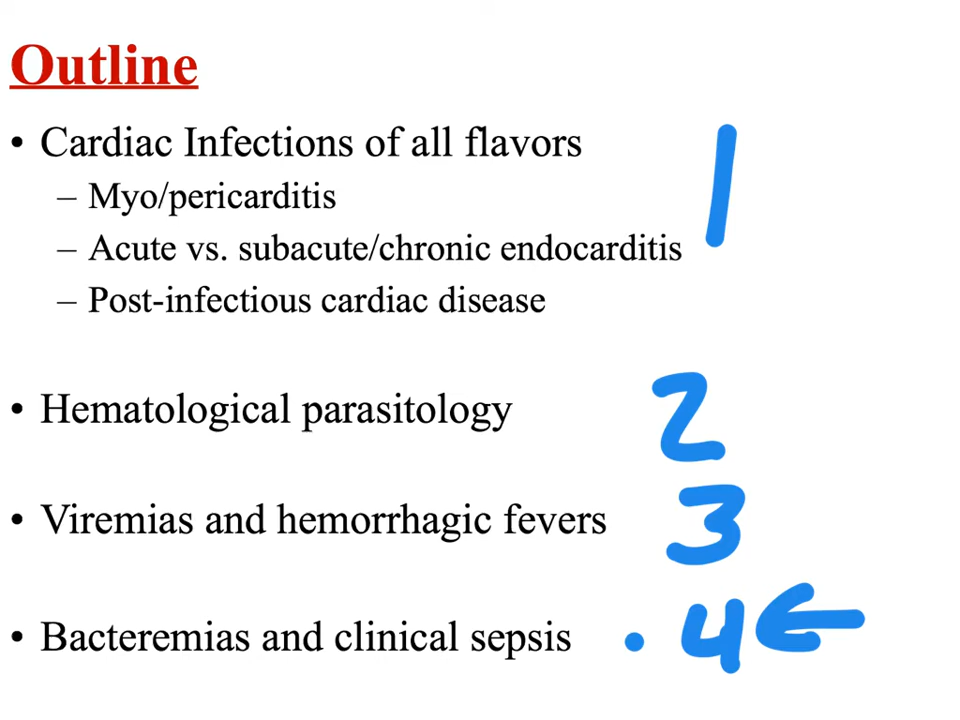 Outline
• Cardiac Infections of all flavors
– Myo/pericarditis
– Acute vs. subacute/chronic endocarditis
– Post-infectious cardiac disease
1
• Hematological parasitology 2
• Viremias and hemorrhagic fevers 3
• Bacteremias and clinical sepsis . 4 ←